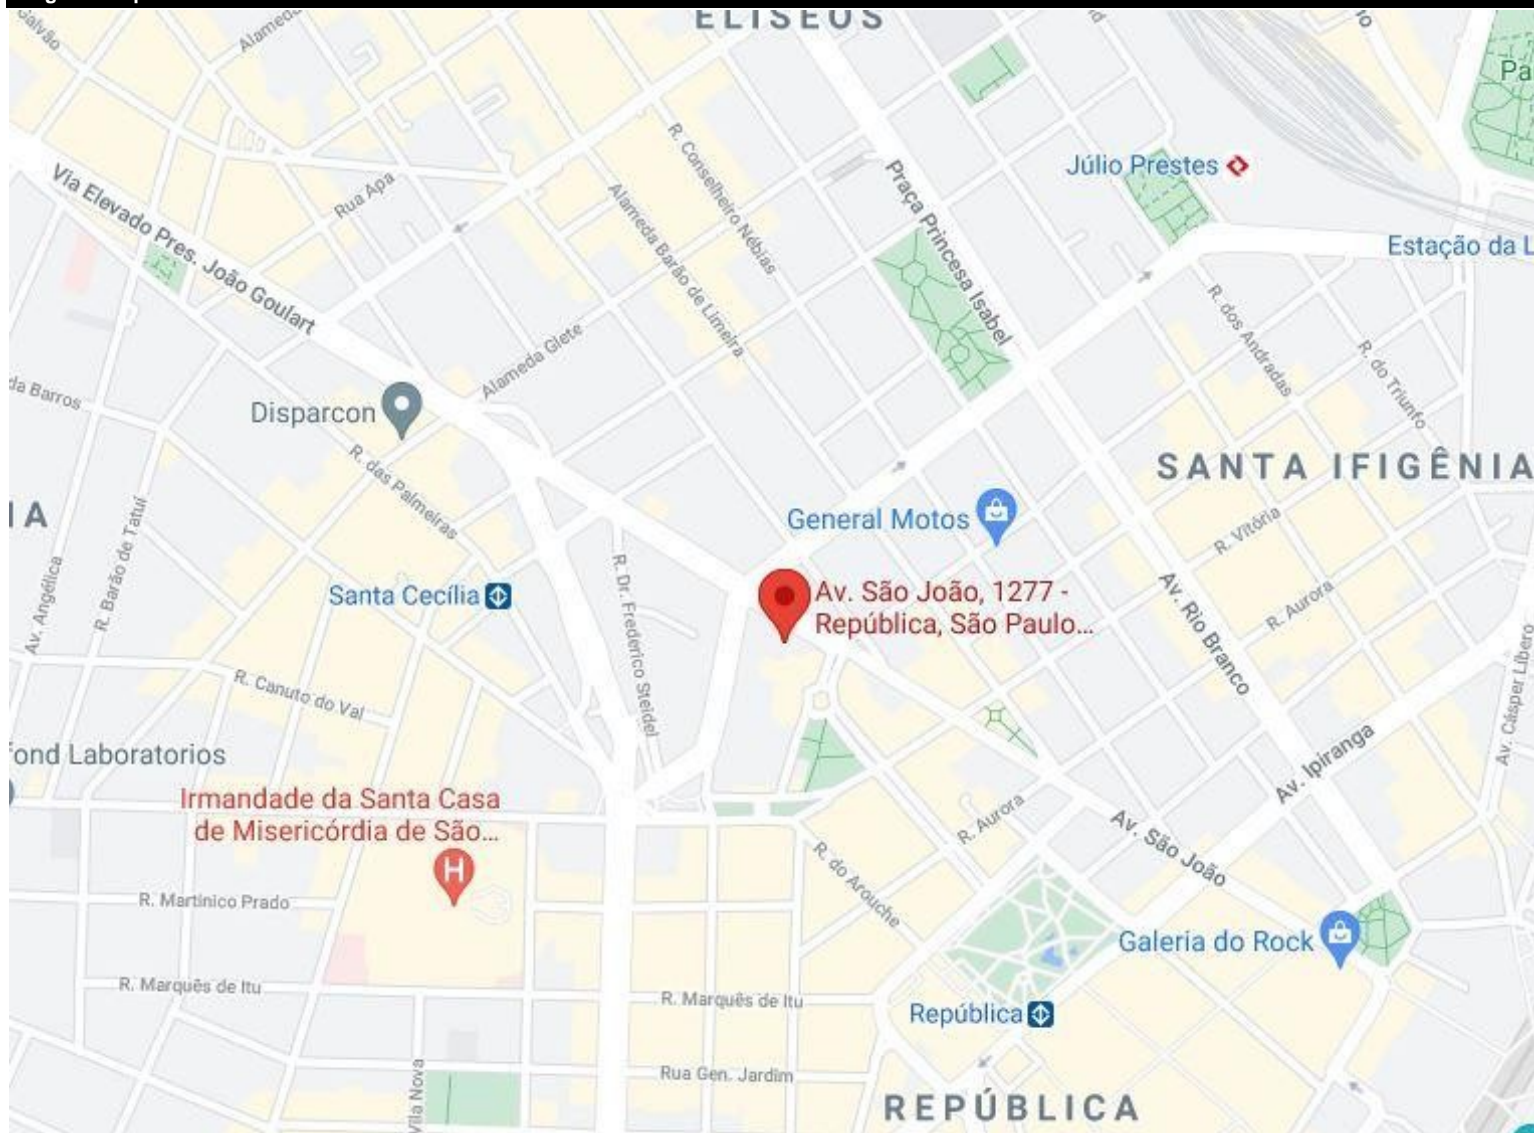 ELÍSEOS
Galvão
Alameda
Pa
R. Conselheiro Nébias
Júlio Prestes
Via Elevado Pres. João Goulart
Rua Apa
Alameda Barão de Limeira
Praça Princesa Isabel
Estação da L
R. dos Andradas
R. do Triunfo
Alameda Glete
da Barros
Disparcon
R. das Palmeiras
SANTA IFIGÊNIA
IA
R. Barão de Tatuí
Av. Angélica
General Motos
R. Vitória
R. Dr. Frederico Steidel
Santa Cecília
Av. São João, 1277 -
República, São Paulo...
Av. Rio Branco
R. Aurora
Av. Cásper Líbero
R. Canuto do Val
fond Laboratorios
Av. Ipiranga
Irmandade da Santa Casa
de Misericórdia de São...
H
R. Aurora
Av. São João
R. do Arouche
R. Martinico Prado
Galeria do Rock
R. Marquês de Itu
R. Marquês de Itu
República
Rua Gen. Jardim
Vila Nova
REPÚBLICA